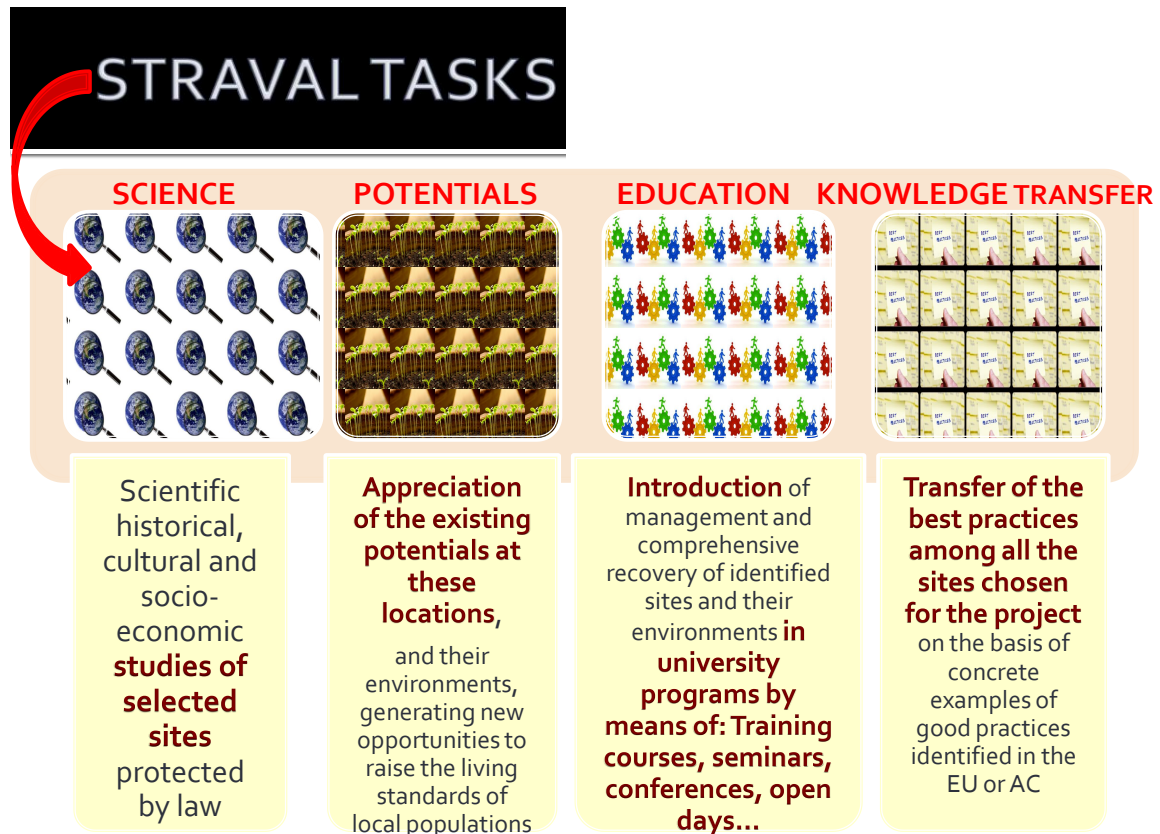 STRAVAL TASKS
SCIENCE
POTENTIALS
EDUCATION
KNOWLEDGE TRANSFER
Scientific
historical,
cultural and
socio-
economic
studies of
selected
sites
protected
by law
Appreciation
of the existing
potentials at
these
locations,
and their
environments,
generating new
opportunities to
raise the living
standards of
local populations
Introduction of
management and
comprehensive
recovery of identified
sites and their
environments in
university
programs by
means of: Training
courses, seminars,
conferences, open
days...
Transfer of the
best practices
among all the
sites chosen
for the project
on the basis of
concrete
examples of
good practices
identified in the
EU or AC